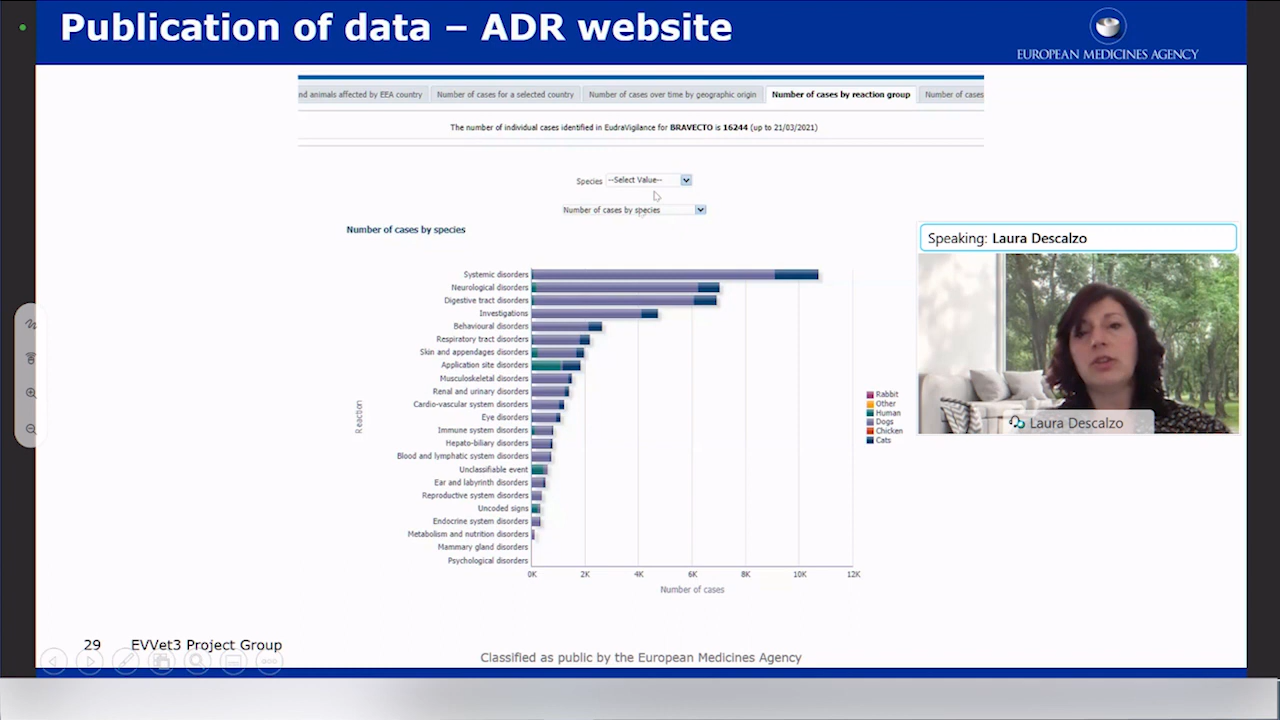 Publication of data – ADR website
EUROPEAN MEDICINES AGENCY
nd animals affected by EEA country
Number of cases for a selected country
Number of cases over time by geographic origin
Number of cases by reaction group
Number of cases
The number of individual cases identified in EudraVigilance for BRAVECTO is 16244 (up to 21/03/2021)
Species --Select Value--
Number of cases by species
Number of cases by species
Speaking: Laura Descalzo
Laura Descalzo
Reaction
Systemic disorders
Neurological disorders
Digestive tract disorders
Investigations
Behavioural disorders
Respiratory tract disorders
Skin and appendages disorders
Application site disorders
Musculoskeletal disorders
Renal and urinary disorders
Cardio-vascular system disorders
Eye disorders
Immune system disorders
Hepato-biliary disorders
Blood and lymphatic system disorders
Unclassifiable event
Ear and labyrinth disorders
Reproductive system disorders
Uncoded signs
Endocrine system disorders
Metabolism and nutrition disorders
Mammary gland disorders
Psychological disorders
0K 2K 4K 6K 8K 10K 12K
Number of cases
Rabbit
Other
Human
Dogs
Chicken
Cats
29 EVVet3 Project Group
Classified as public by the European Medicines Agency